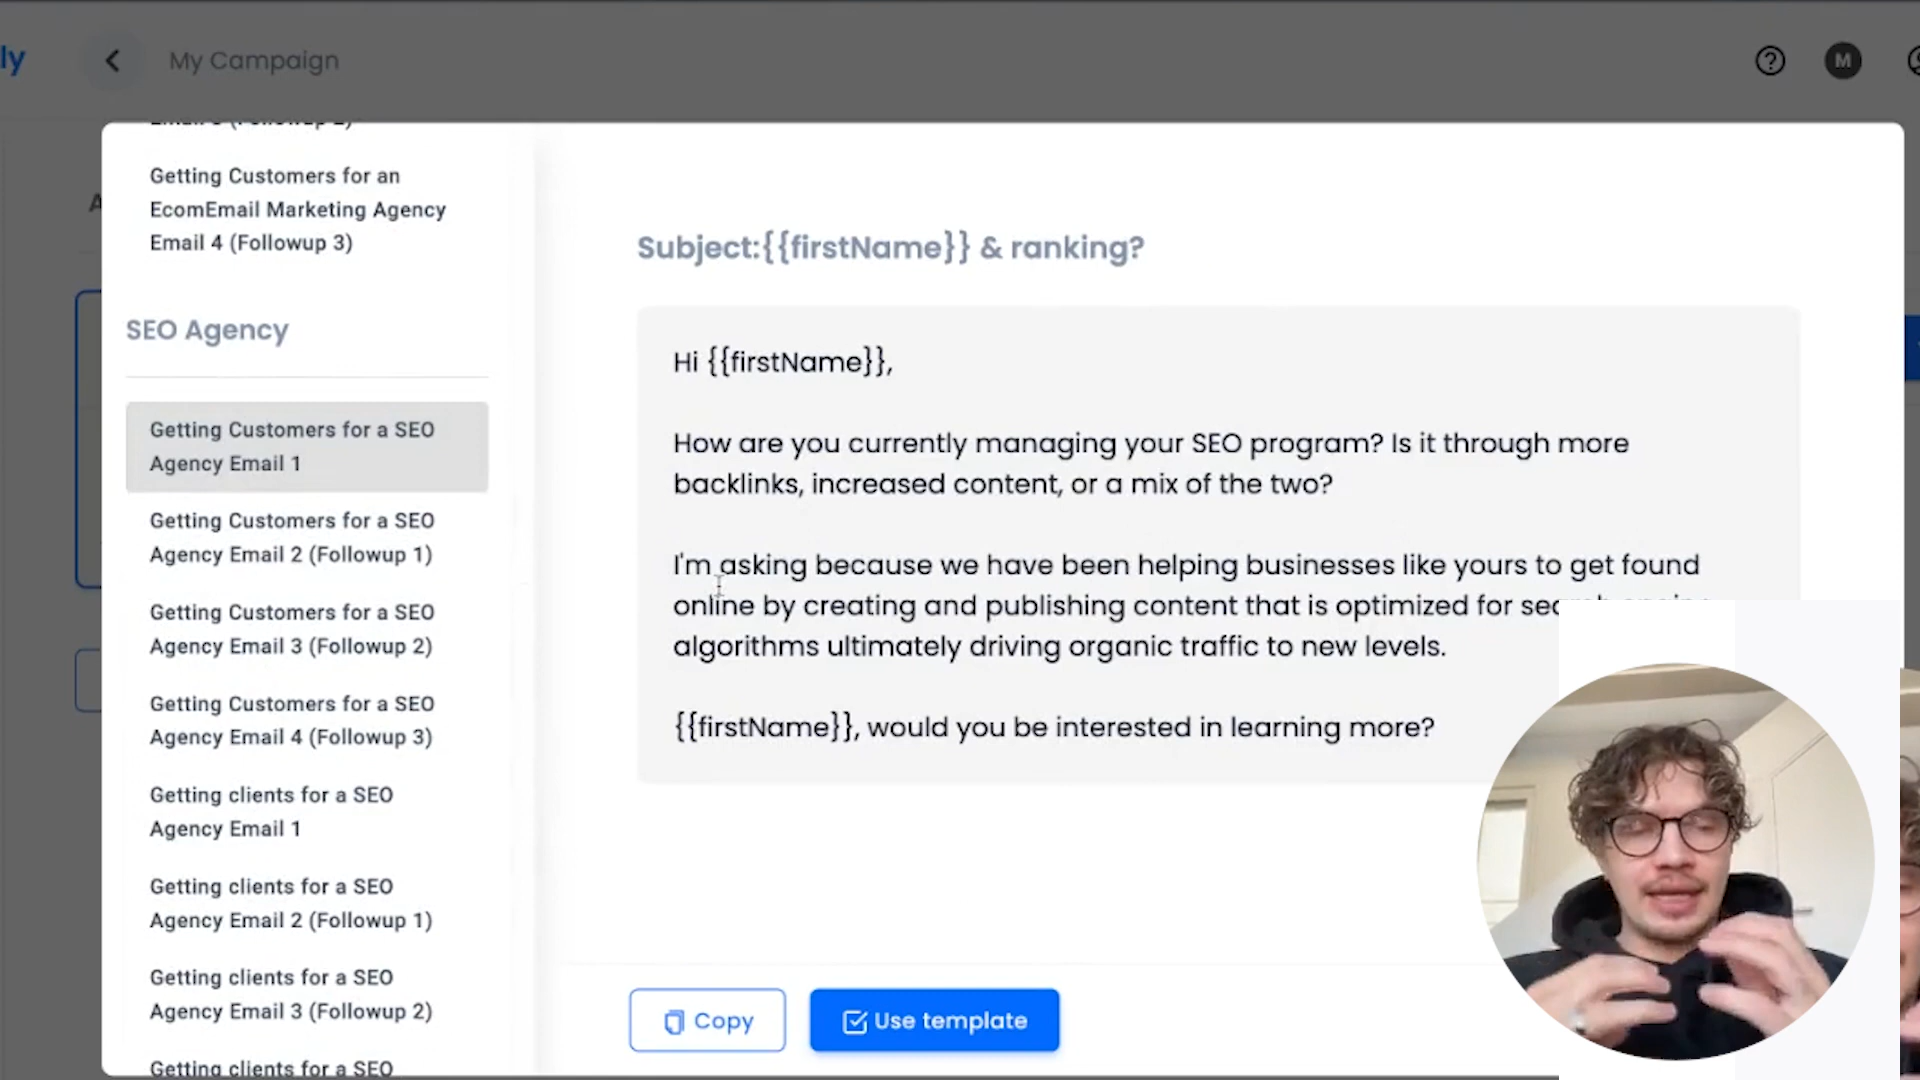 ly
My Campaign
M
Getting Customers for an
EcomEmail Marketing Agency
Email 4 (Followup 3)
SEO Agency
Getting Customers for a SEO
Agency Email 1
Getting Customers for a SEO
Agency Email 2 (Followup 1)
Getting Customers for a SEO
Agency Email 3 (Followup 2)
Getting Customers for a SEO
Agency Email 4 (Followup 3)
Getting clients for a SEO
Agency Email 1
Getting clients for a SEO
Agency Email 2 (Followup 1)
Getting clients for a SEO
Agency Email 3 (Followup 2)
Getting clients for a SEO
Subject:{{firstName}} & ranking?
Hi {{firstName}},
How are you currently managing your SEO program? Is it through more
backlinks, increased content, or a mix of the two?
I'm asking because we have been helping businesses like yours to get found
online by creating and publishing content that is optimized for
algorithms ultimately driving organic traffic to new levels.
{{firstName}}, would you be interested in learning more?
Copy
Use template